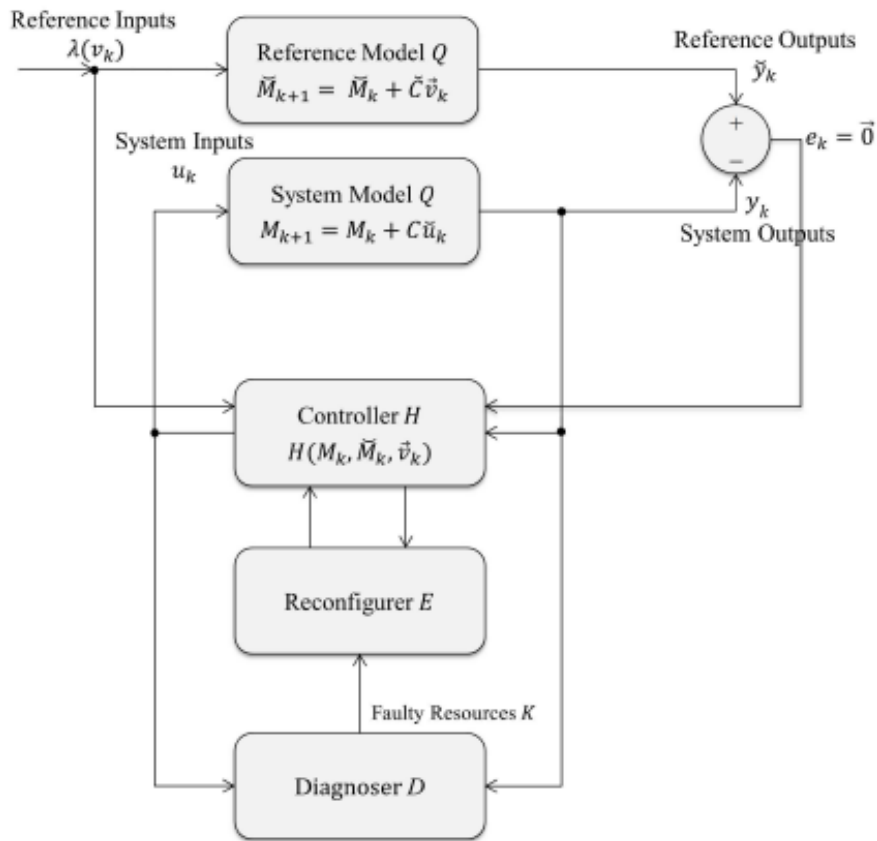 Reference Inputs
λ(v_k)
Reference Model Q
M̆_{k+1} = M̆_k + C̆v⃗_k
Reference Outputs
y̆_k
+
−
e_k = 0⃗
System Inputs
u_k
System Model Q
M_{k+1} = M_k + Cŭ_k
y_k
System Outputs
Controller H
H(M_k, M̆_k, v⃗_k)
Reconfigurer E
Faulty Resources K
Diagnoser D